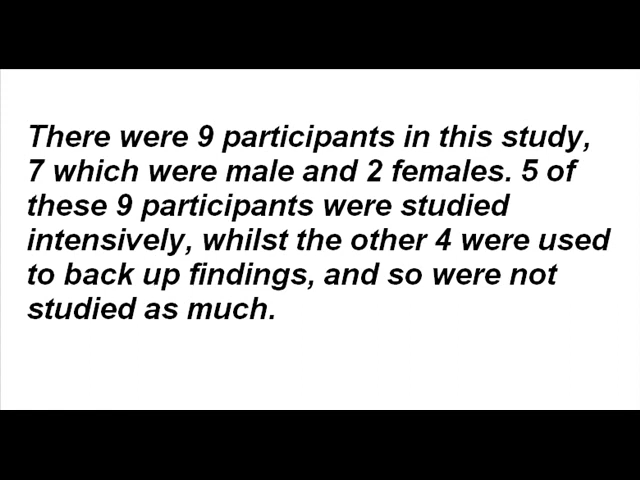 There were 9 participants in this study,
7 which were male and 2 females. 5 of
these 9 participants were studied
intensively, whilst the other 4 were used
to back up findings, and so were not
studied as much.